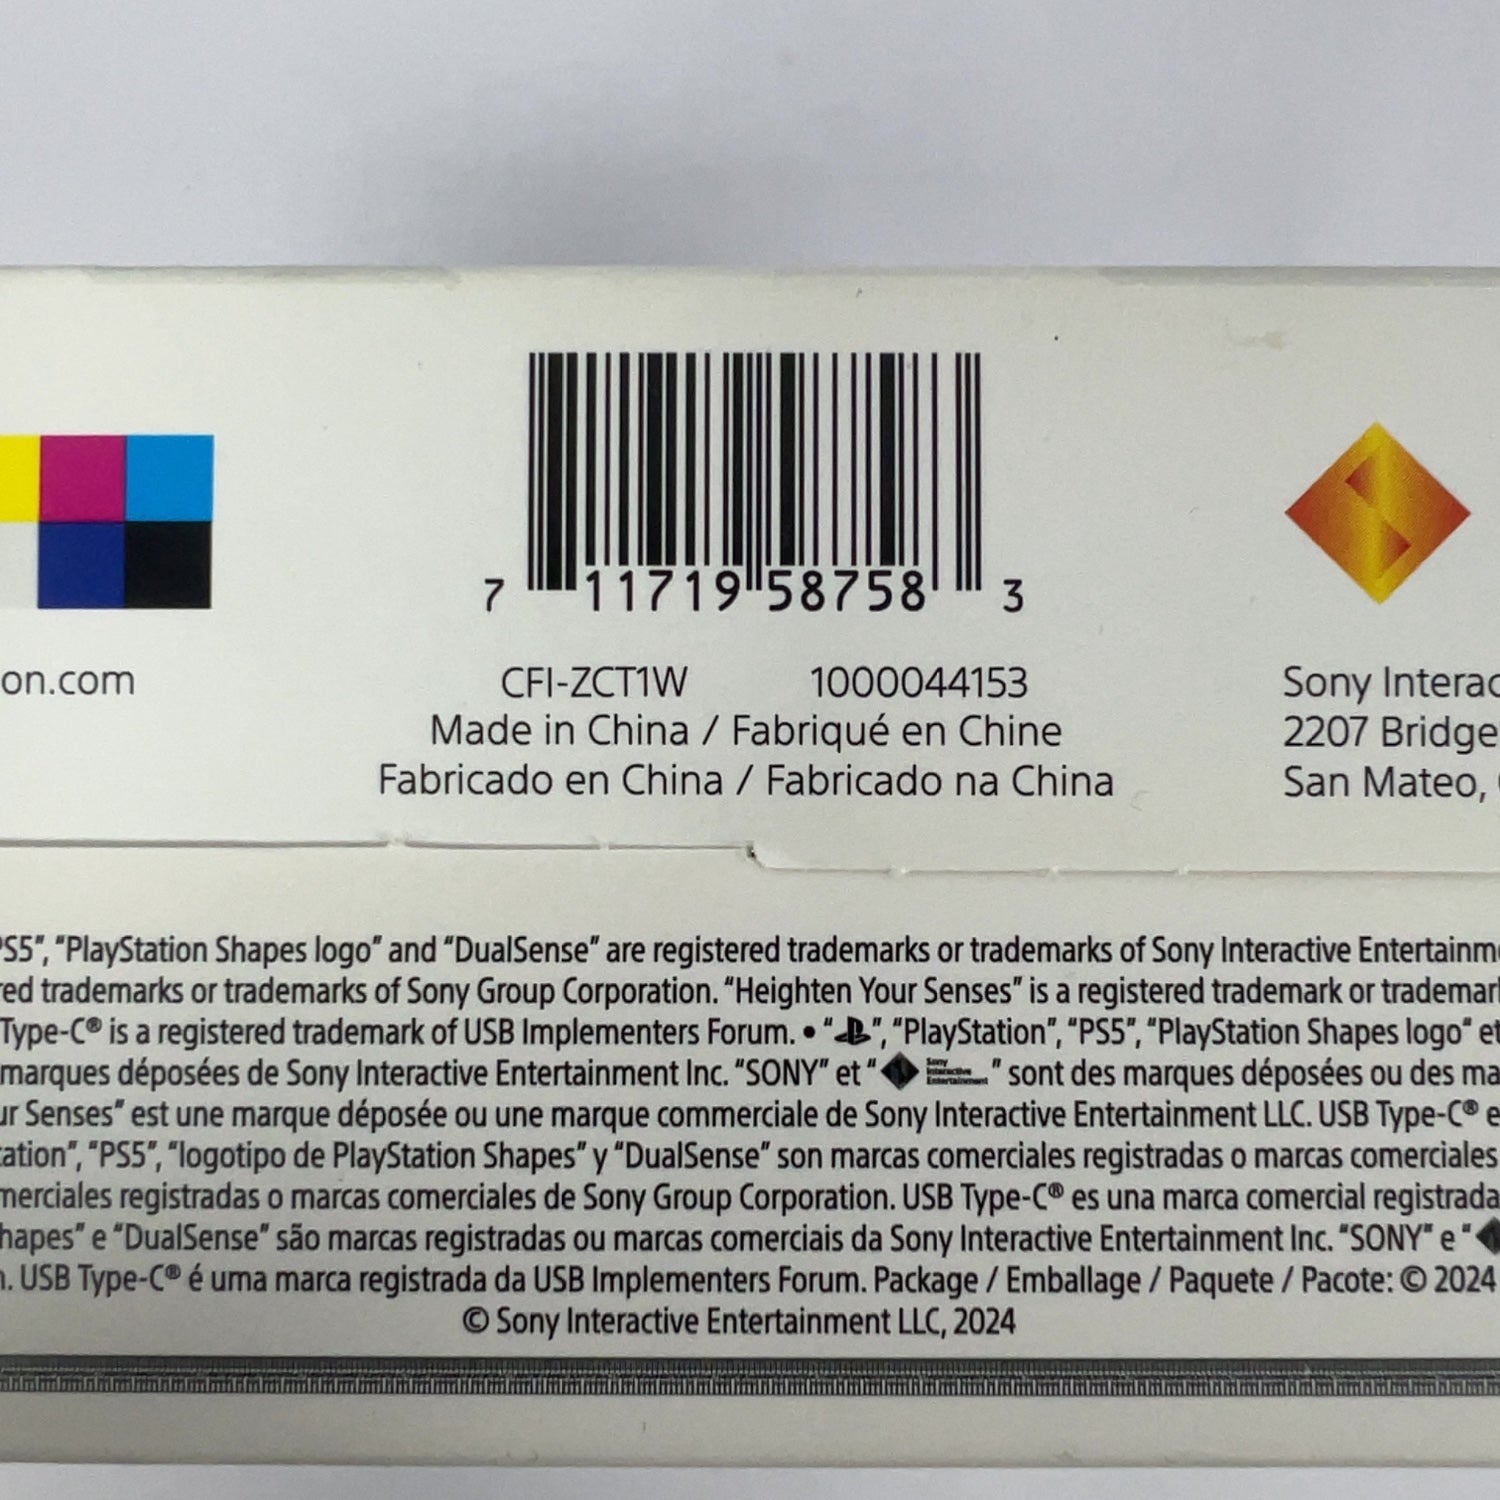 7 11719 58758 3
on.com
CFI-ZCT1W 1000044153
Made in China / Fabriqué en Chine
Fabricado en China / Fabricado na China
Sony Interac
2207 Bridge
San Mateo,
PS5”, “PlayStation Shapes logo” and “DualSense” are registered trademarks or trademarks of Sony Interactive Entertainm
red trademarks or trademarks of Sony Group Corporation. “Heighten Your Senses” is a registered trademark or trademar
Type-C® is a registered trademark of USB Implementers Forum. • “ ”, “PlayStation”, “PS5”, “PlayStation Shapes logo” et
marques déposées de Sony Interactive Entertainment Inc. “SONY” et “ Sony Interactive Entertainment ” sont des marques déposées ou des ma
ur Senses” est une marque déposée ou une marque commerciale de Sony Interactive Entertainment LLC. USB Type-C® e
tation”, “PS5”, “logotipo de PlayStation Shapes” y “DualSense” son marcas comerciales registradas o marcas comerciales
merciales registradas o marcas comerciales de Sony Group Corporation. USB Type-C® es una marca comercial registrada
hapes” e “DualSense” são marcas registradas ou marcas comerciais da Sony Interactive Entertainment Inc. “SONY” e “
. USB Type-C® é uma marca registrada da USB Implementers Forum. Package / Emballage / Paquete / Pacote: © 2024
© Sony Interactive Entertainment LLC, 2024